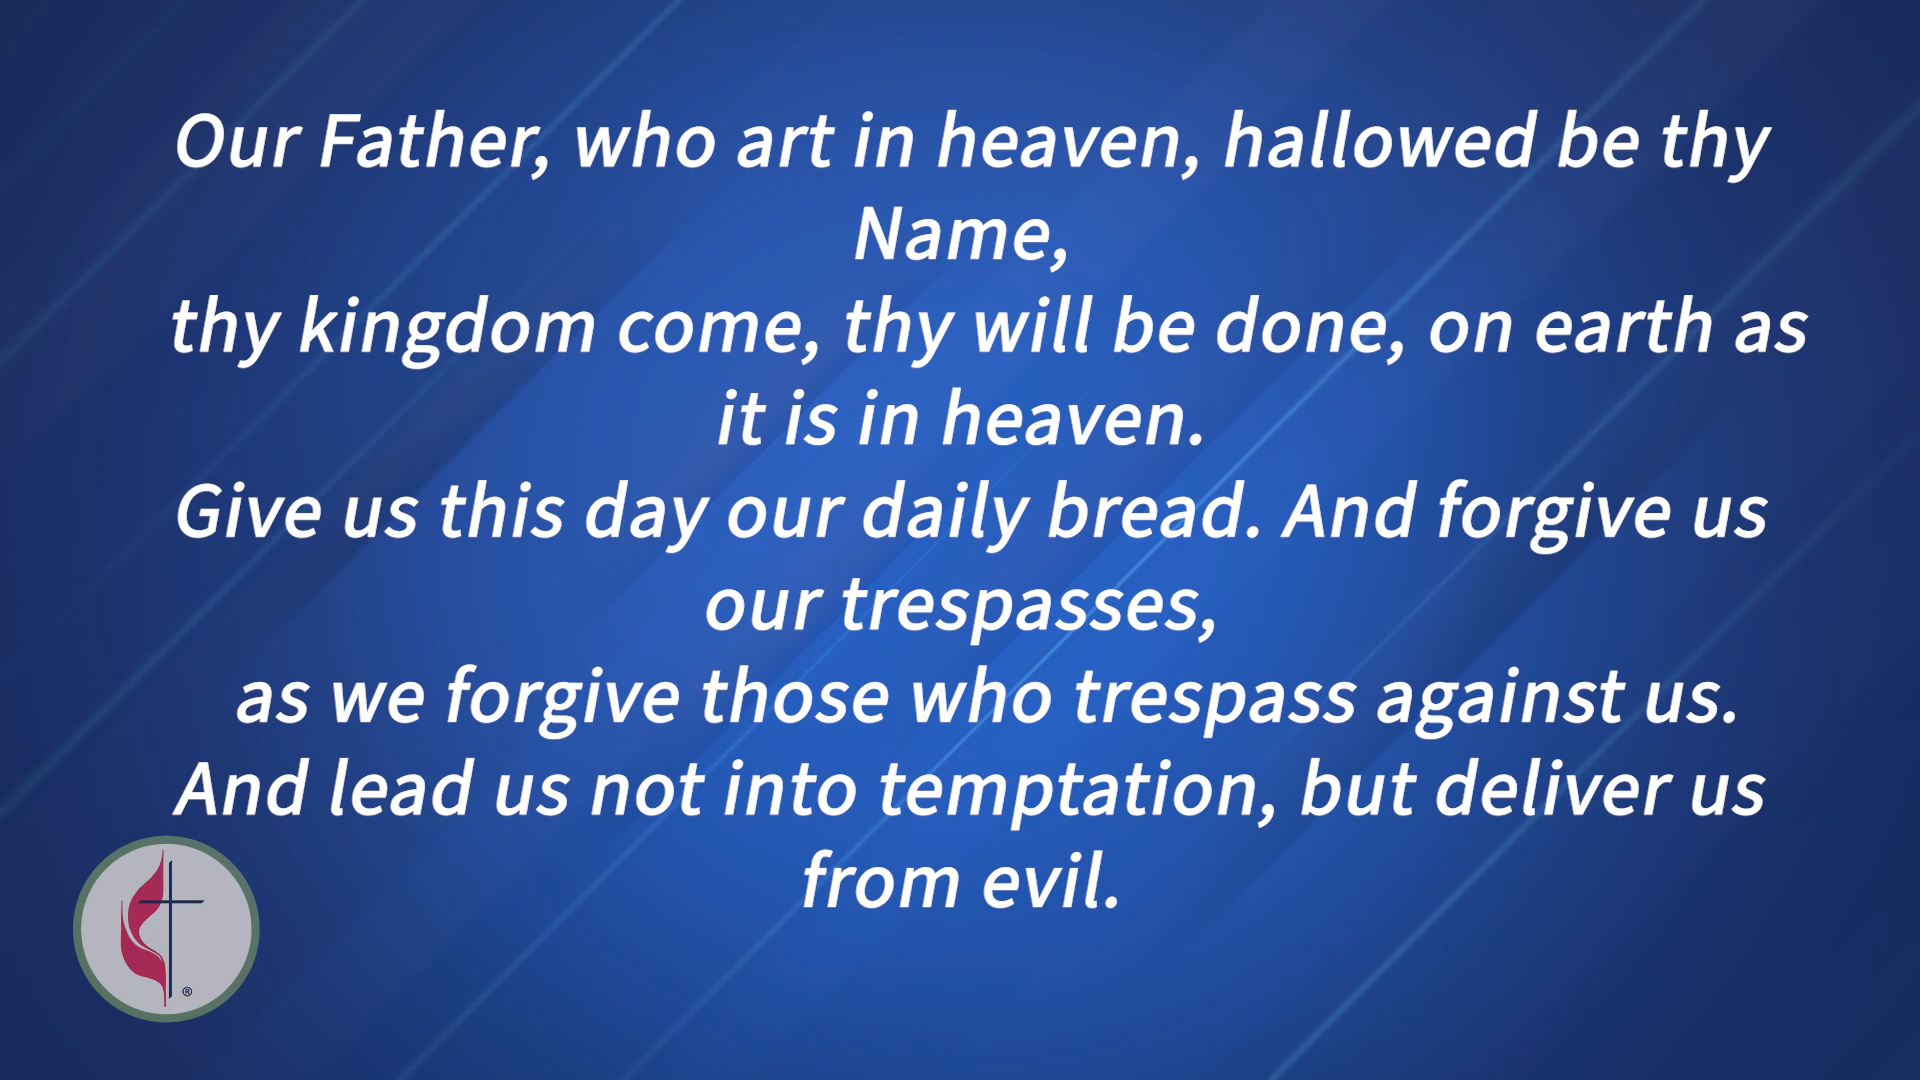 Our Father, who art in heaven, hallowed be thy
Name,
thy kingdom come, thy will be done, on earth as
it is in heaven.
Give us this day our daily bread. And forgive us
our trespasses,
as we forgive those who trespass against us.
And lead us not into temptation, but deliver us
from evil.
®